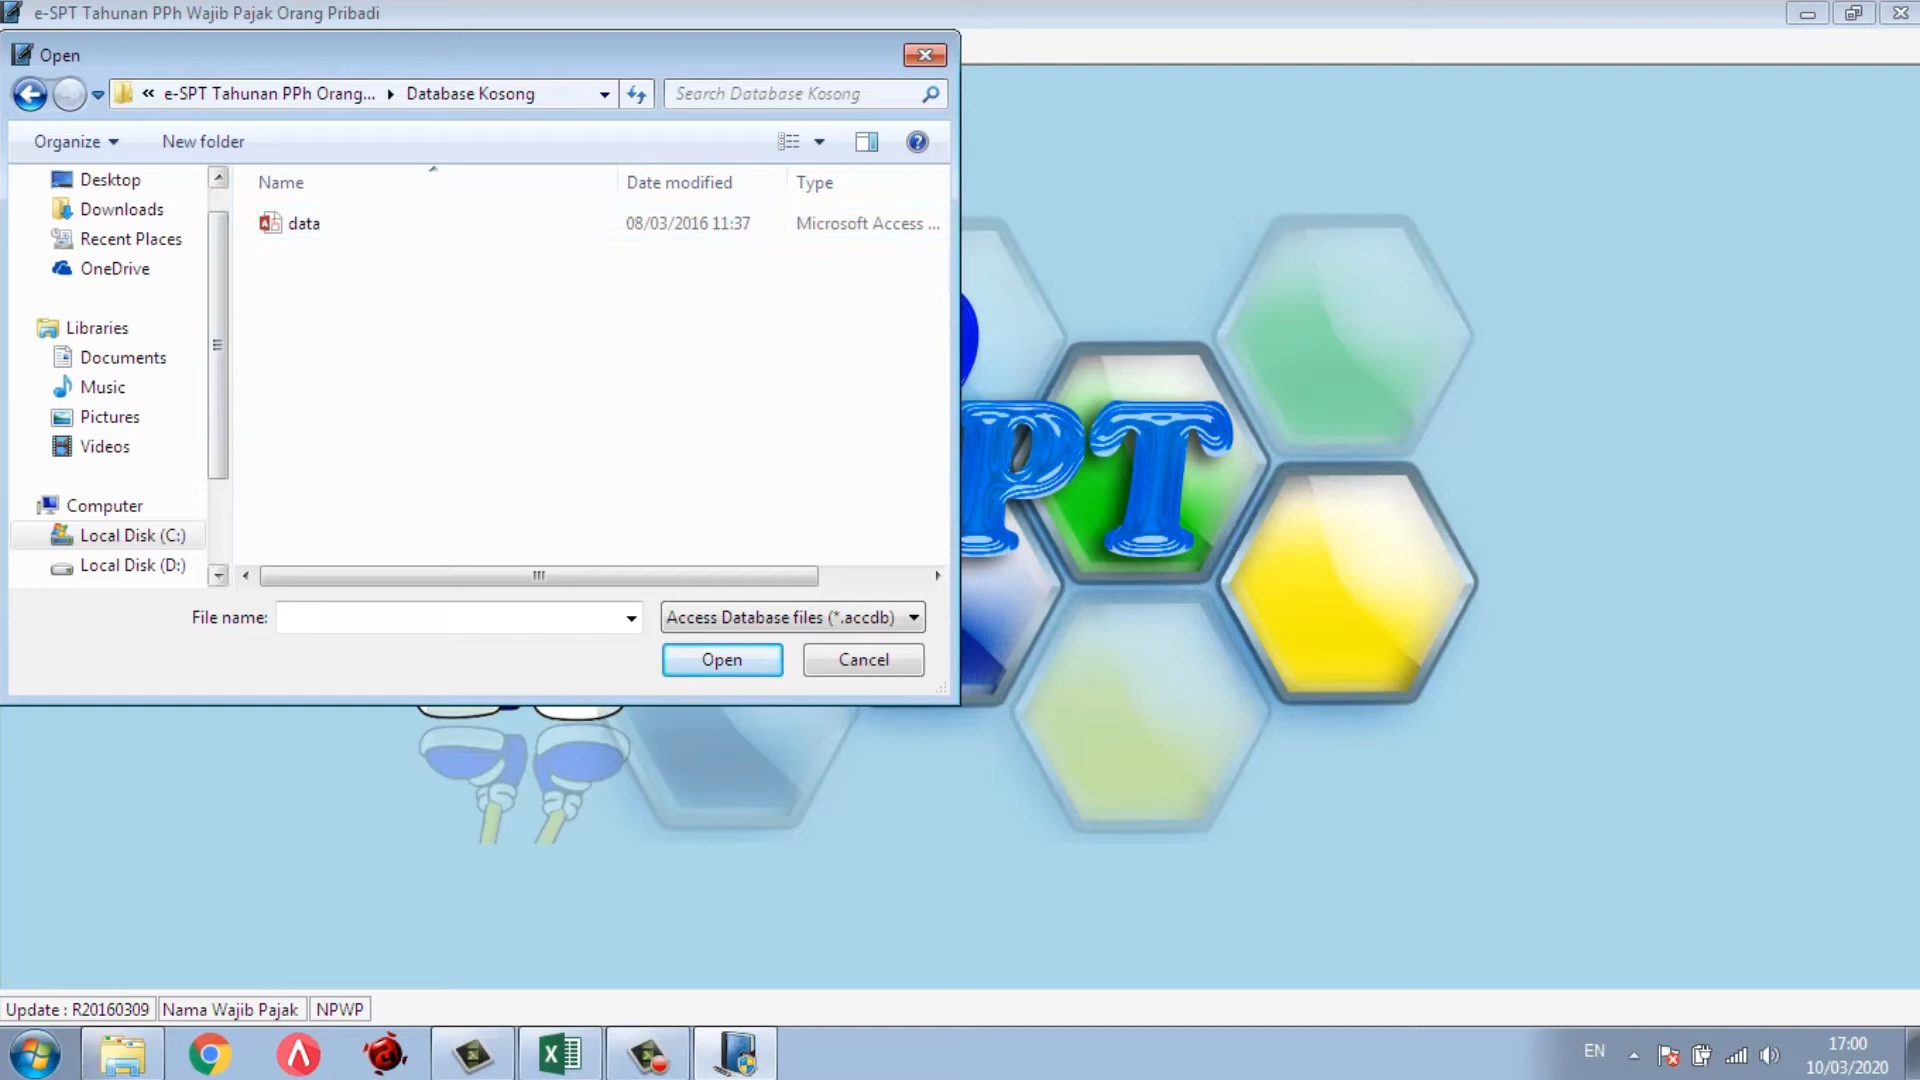 e-SPT Tahunan PPh Wajib Pajak Orang Pribadi
Open
« e-SPT Tahunan PPh Orang... Database Kosong
Search Database Kosong
Organize
New folder
Name
Date modified
Type
data
08/03/2016 11:37
Microsoft Access ...
Desktop
Downloads
Recent Places
OneDrive
Libraries
Documents
Music
Pictures
Videos
Computer
Local Disk (C:)
Local Disk (D:)
File name:
Access Database files (*.accdb)
Open
Cancel
PT
Update : R20160309
Nama Wajib Pajak
NPWP
EN
17:00
10/03/2020